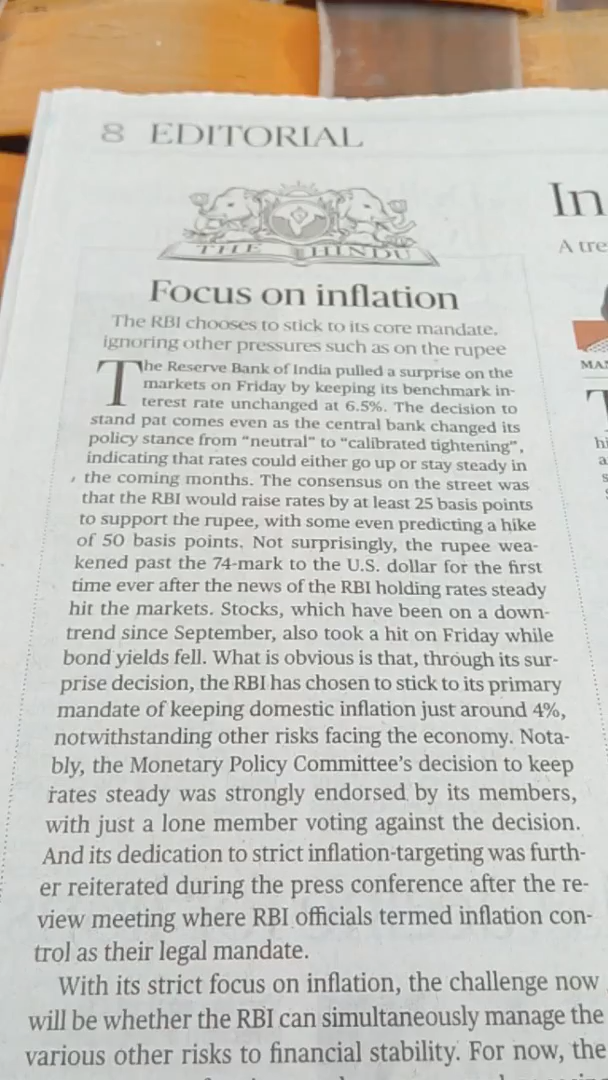 8 EDITORIAL
THE HINDU
Focus on inflation
The RBI chooses to stick to its core mandate,
ignoring other pressures such as on the rupee
The Reserve Bank of India pulled a surprise on the
markets on Friday by keeping its benchmark in-
terest rate unchanged at 6.5%. The decision to
stand pat comes even as the central bank changed its
policy stance from “neutral” to “calibrated tightening”,
indicating that rates could either go up or stay steady in
the coming months. The consensus on the street was
that the RBI would raise rates by at least 25 basis points
to support the rupee, with some even predicting a hike
of 50 basis points. Not surprisingly, the rupee wea-
kened past the 74-mark to the U.S. dollar for the first
time ever after the news of the RBI holding rates steady
hit the markets. Stocks, which have been on a down-
trend since September, also took a hit on Friday while
bond yields fell. What is obvious is that, through its sur-
prise decision, the RBI has chosen to stick to its primary
mandate of keeping domestic inflation just around 4%,
notwithstanding other risks facing the economy. Nota-
bly, the Monetary Policy Committee’s decision to keep
rates steady was strongly endorsed by its members,
with just a lone member voting against the decision.
And its dedication to strict inflation-targeting was furth-
er reiterated during the press conference after the re-
view meeting where RBI officials termed inflation con-
trol as their legal mandate.
With its strict focus on inflation, the challenge now
will be whether the RBI can simultaneously manage the
various other risks to financial stability. For now, the
In
A tre
MAN